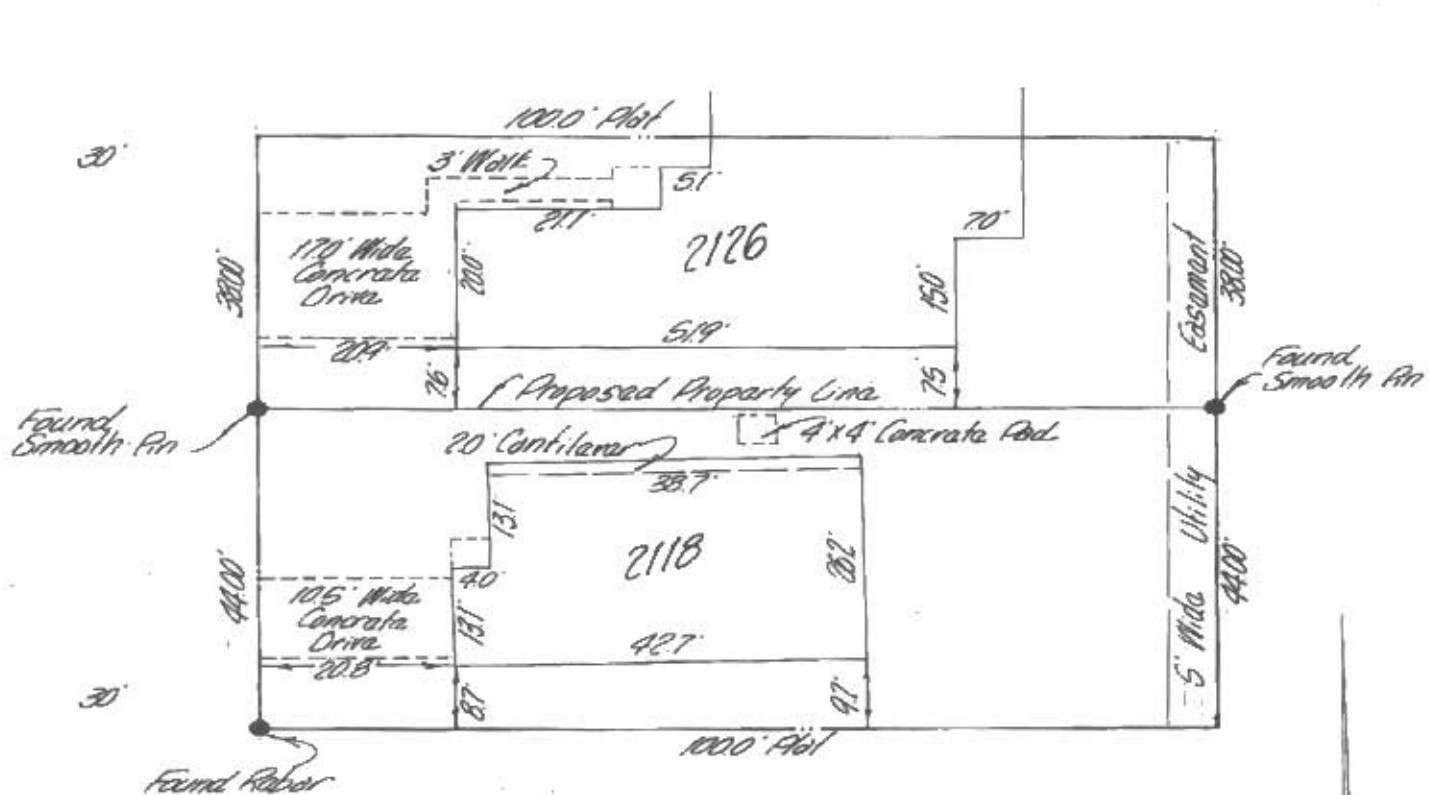 100.0' Plat
30'
3' Walk
5.1'
21.1'
2126
7.0'
17.0' Wide
Concrete
Drive
38.00'
20.0'
15.0'
Easement
38.00'
51.9'
20.9'
7.6'
7.5'
Found
Smooth Pin
Proposed Property Line
Found
Smooth Pin
2.0' Cantilever
4'x4' Concrete Pad
38.7'
13.1'
2118
26.2'
Utility
4.0'
44.00'
10.5' Wide
Concrete
Drive
13.1'
42.7'
44.00'
20.8'
5' Wide
30'
8.7'
9.7'
100.0' Plat
Found Rebar